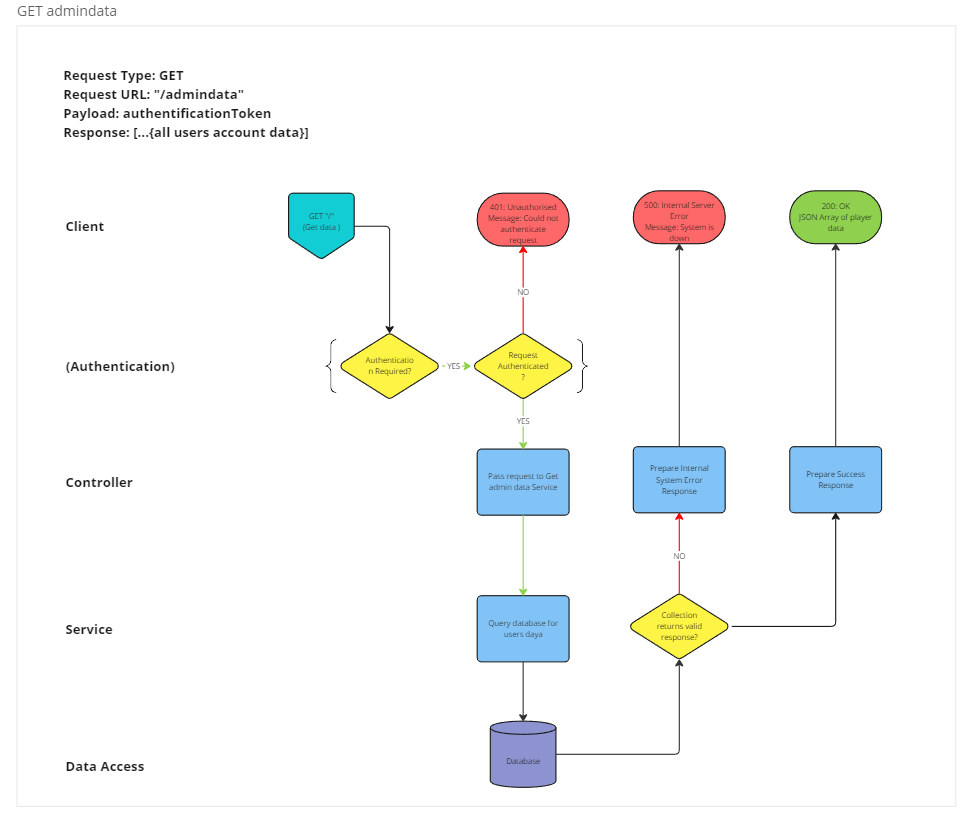 GET admindata
Request Type: GET
Request URL: "/admindata"
Payload: authentificationToken
Response: [...{all users account data}]
Client
GET "/"
(Get data )
401: Unauthorised
Message: Could not
authenticate
request
500: Internal Server
Error
Message: System is
down
200: OK
JSON Array of player
data
NO
(Authentication)
Authenticatio
n Required?
YES
Request
Authenticated
?
YES
Controller
Pass request to Get
admin data Service
Prepare Internal
System Error
Response
Prepare Success
Response
NO
Service
Query database for
users daya
Collection
returns valid
response?
Data Access
Database